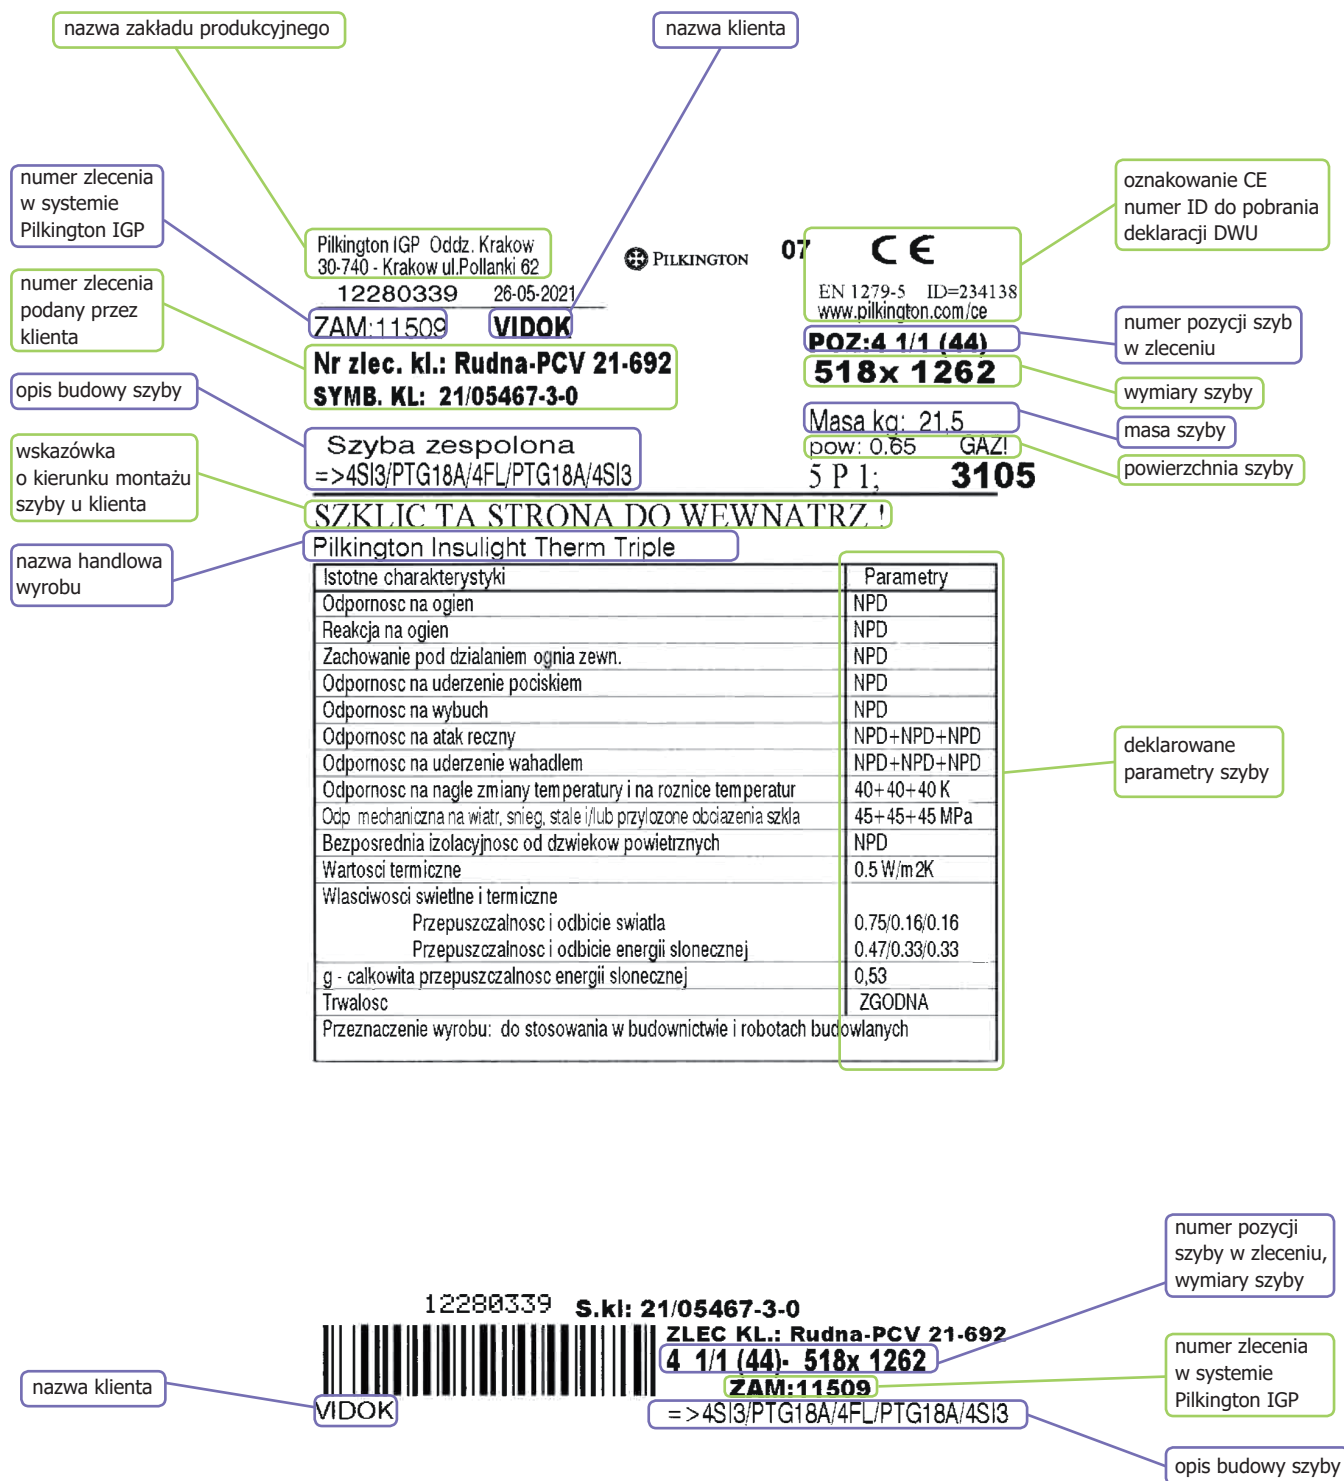 nazwa zakładu produkcyjnego
nazwa klienta
numer zlecenia
w systemie
Pilkington IGP
oznakowanie CE
numer ID do pobrania
deklaracji DWU
Pilkington IGP Oddz. Krakow
30-740 - Krakow ul.Pollanki 62
PILKINGTON
07
CE
EN 1279-5 ID=234138
www.pilkington.com/ce
12280339 26-05-2021
numer zlecenia
podany przez
klienta
ZAM:11509 VIDOK
POZ:4 1/1 (44)
numer pozycji szyb
w zleceniu
Nr zlec. kl.: Rudna-PCV 21-692
518x 1262
wymiary szyby
SYMB. KL: 21/05467-3-0
opis budowy szyby
Masa kg: 21,5
masa szyby
Szyba zespolona
=>4SI3/PTG18A/4FL/PTG18A/4SI3
pow: 0.65 GAZ!
powierzchnia szyby
5 P 1; 3105
wskazówka
o kierunku montażu
szyby u klienta
SZKLIC TA STRONA DO WEWNATRZ !
Pilkington Insulight Therm Triple
nazwa handlowa
wyrobu
Istotne charakterystyki Parametry
Odpornosc na ogien NPD
Reakcja na ogien NPD
Zachowanie pod dzialaniem ognia zewn. NPD
Odpornosc na uderzenie pociskiem NPD
Odpornosc na wybuch NPD
Odpornosc na atak reczny NPD+NPD+NPD
Odpornosc na uderzenie wahadlem NPD+NPD+NPD
Odpornosc na nagle zmiany temperatury i na roznice temperatur 40+40+40 K
Odp mechaniczna na wiatr, snieg, stale i/lub przylozone obciazenia szkla 45+45+45 MPa
Bezposrednia izolacyjnosc od dzwiekow powietrznych NPD
Wartosci termiczne 0.5 W/m2K
Wlasciwosci swietlne i termiczne
Przepuszczalnosc i odbicie swiatla 0.75/0.16/0.16
Przepuszczalnosc i odbicie energii slonecznej 0.47/0.33/0.33
g - calkowita przepuszczalnosc energii slonecznej 0,53
Trwalosc ZGODNA
Przeznaczenie wyrobu: do stosowania w budownictwie i robotach budowlanych
deklarowane
parametry szyby
numer pozycji
szyby w zleceniu,
wymiary szyby
12280339 S.kl: 21/05467-3-0
ZLEC KL.: Rudna-PCV 21-692
4 1/1 (44)- 518x 1262
ZAM:11509
numer zlecenia
w systemie
Pilkington IGP
nazwa klienta
VIDOK
=>4SI3/PTG18A/4FL/PTG18A/4SI3
opis budowy szyby